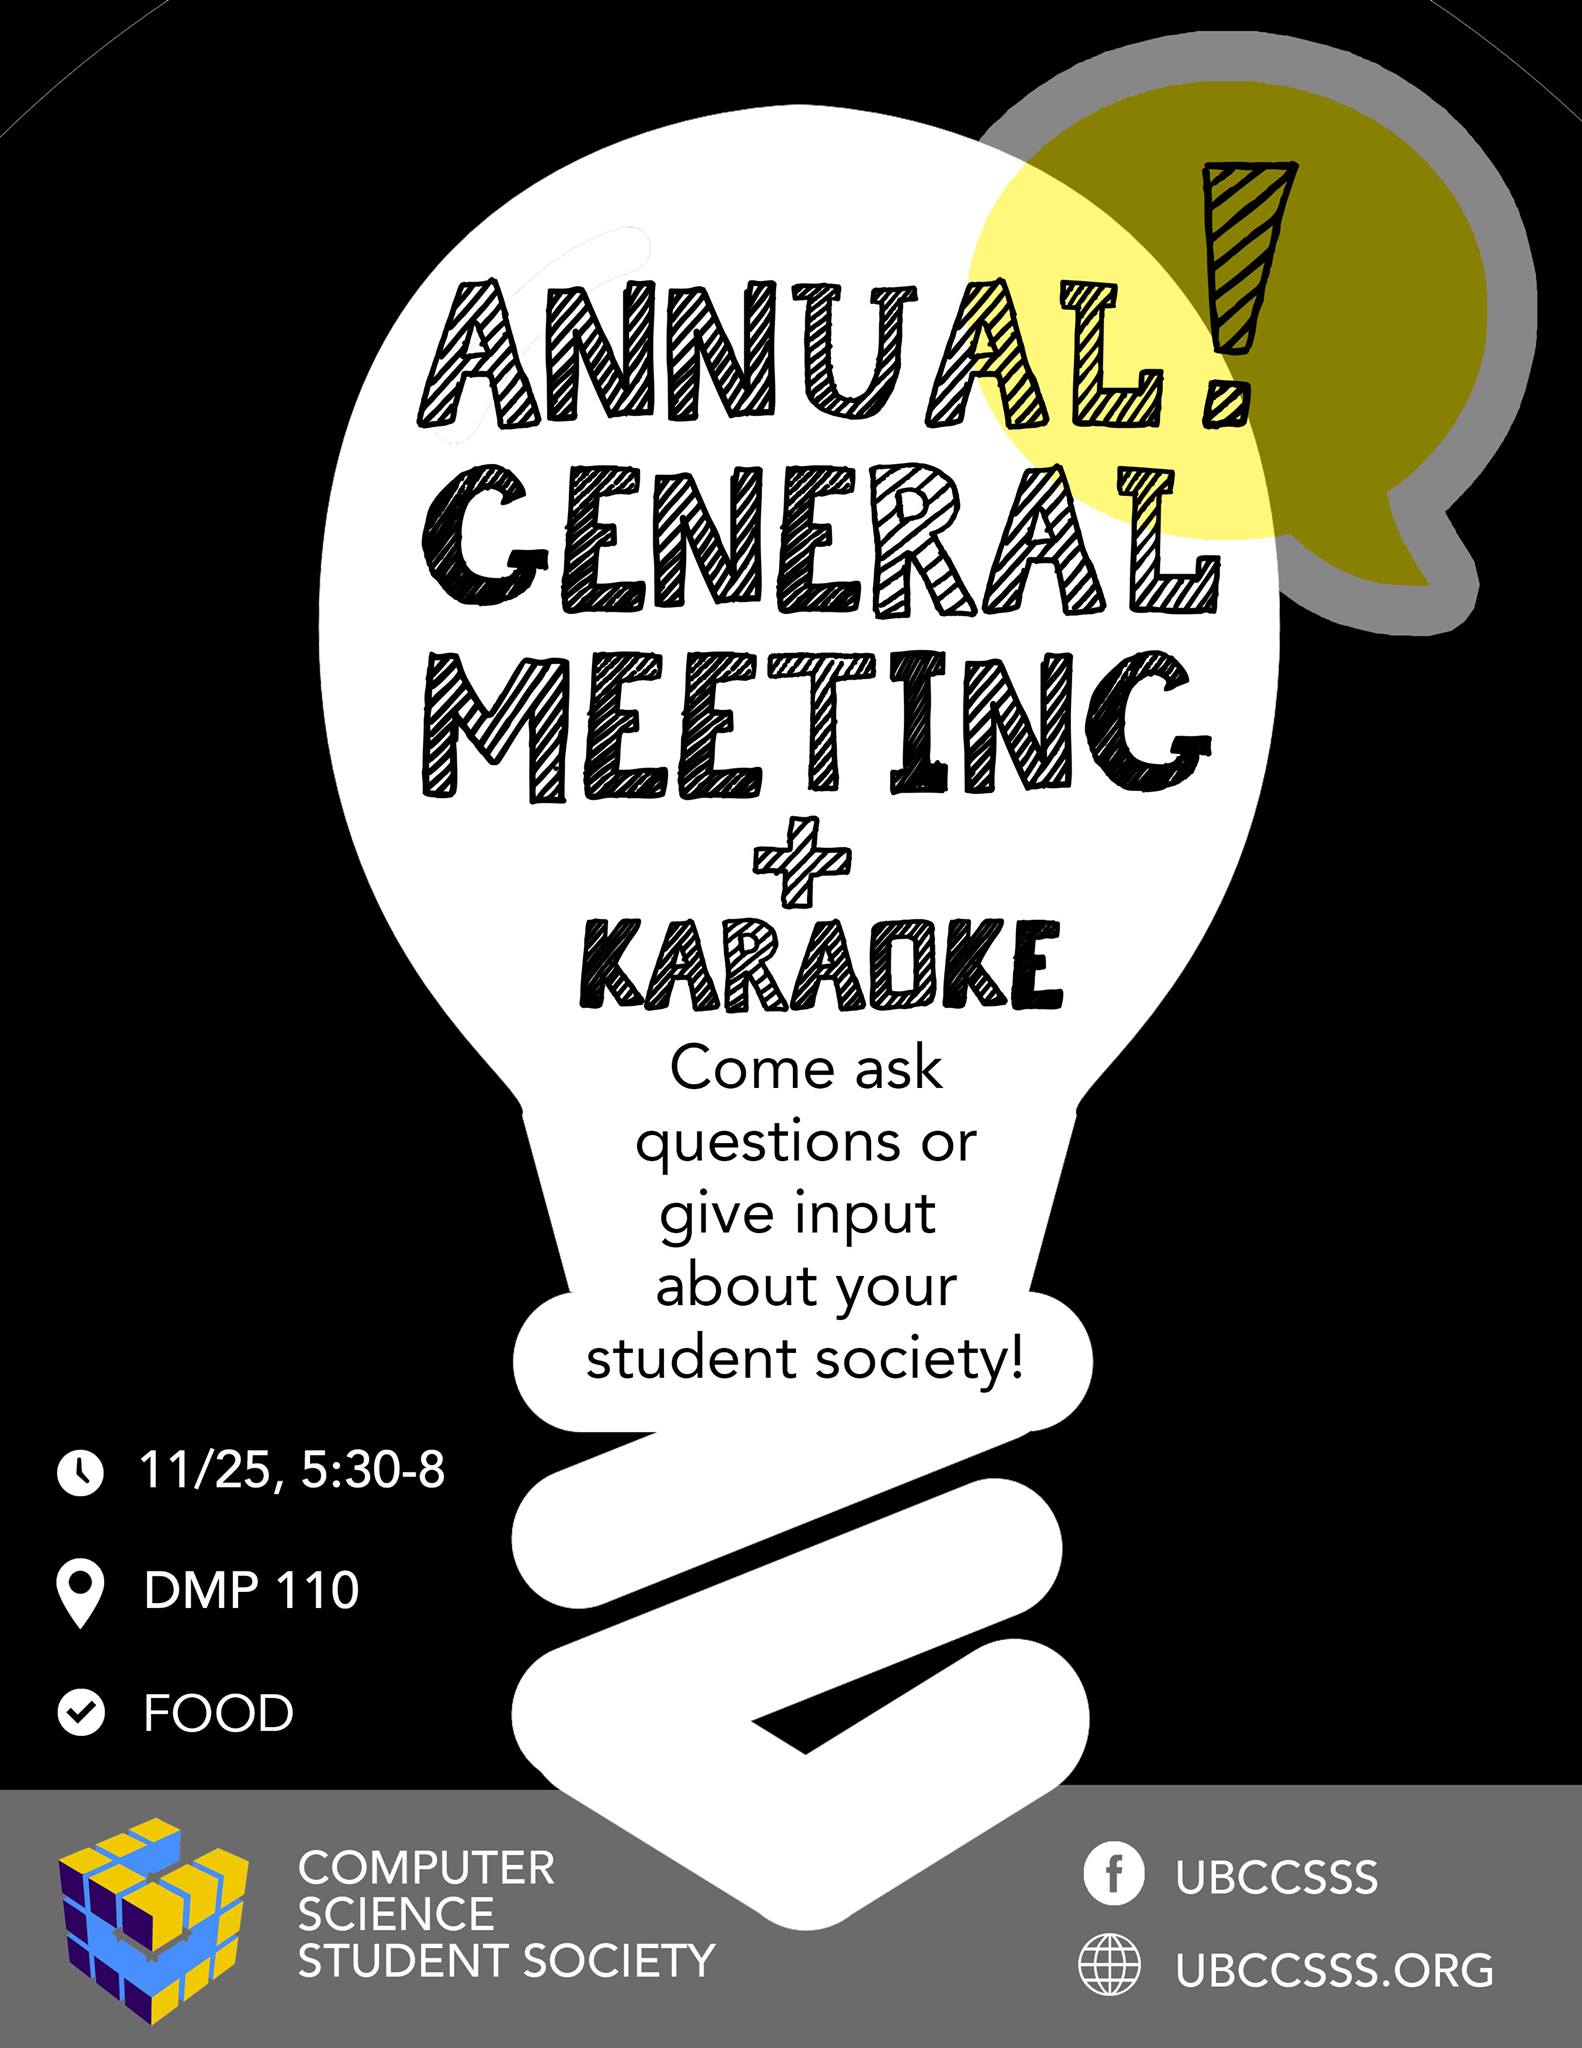 ANNUAL!
GENERAL
MEETING
+
KARAOKE
Come ask
questions or
give input
about your
student society!
11/25, 5:30-8
DMP 110
FOOD
COMPUTER
SCIENCE
STUDENT SOCIETY
UBCCSSS
UBCCSSS.ORG